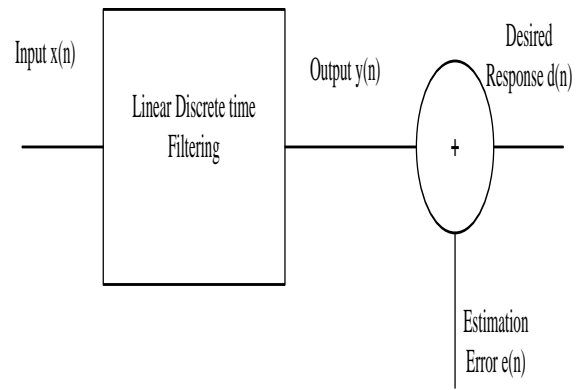 Input x(n)
Linear Discrete time
Filtering
Output y(n)
Desired
Response d(n)
+
Estimation
Error e(n)